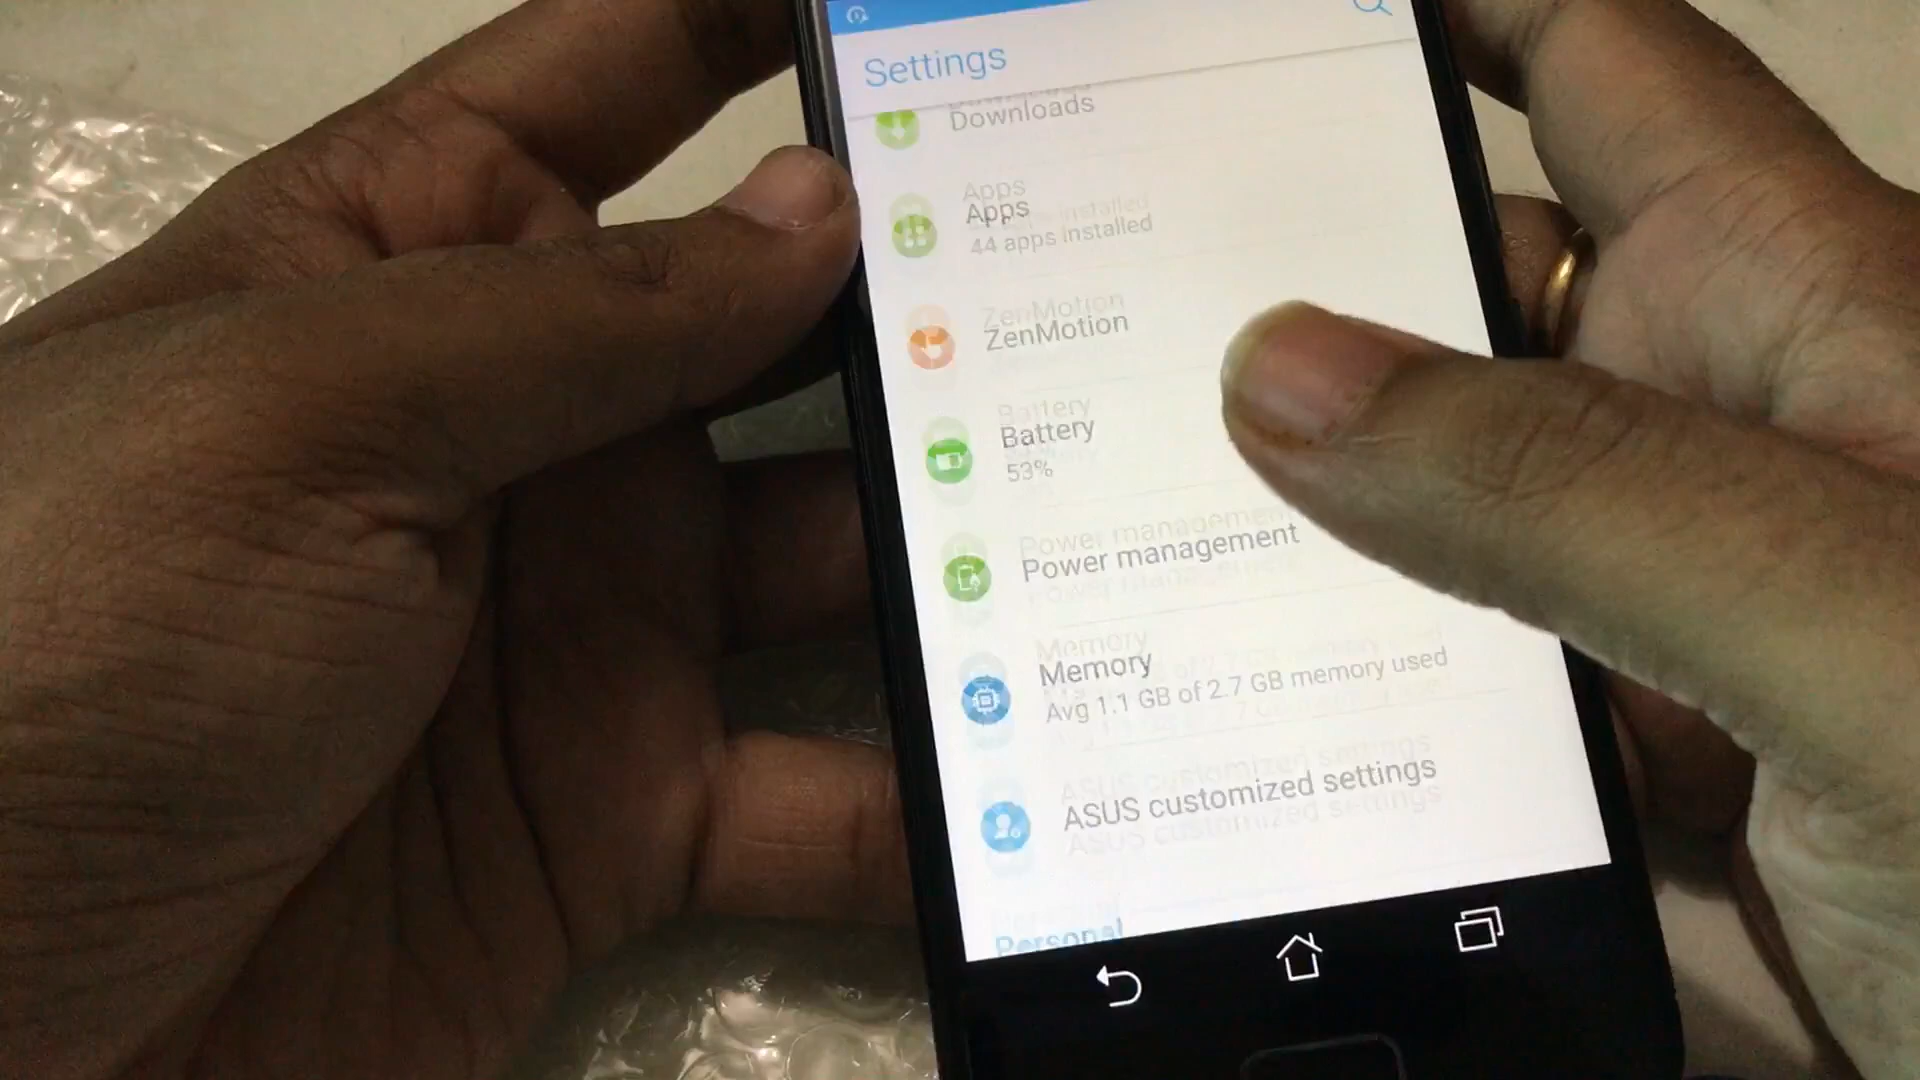 Settings
Downloads
Apps
44 apps installed
ZenMotion
Battery
53%
Power management
Memory
Avg 1.1 GB of 2.7 GB memory used
ASUS customized settings
Personal